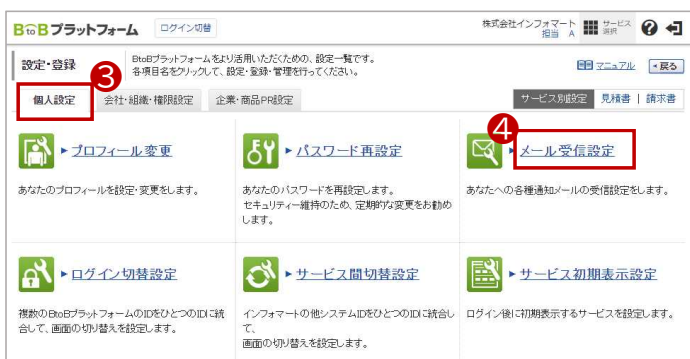 BtoBプラットフォーム ログイン切替 株式会社インフォマート サービス選択
担当 A
設定・登録 BtoBプラットフォームをより活用いただくための、設定一覧です。
各項目名をクリックして、設定・登録・管理を行ってください。 マニュアル 戻る
3
個人設定 会社・組織・権限設定 企業・商品PR設定 サービス別設定 見積書 | 請求書
4
プロフィール変更 パスワード再設定 メール受信設定
あなたのプロフィールを設定・変更をします。
あなたのパスワードを再設定します。
セキュリティー維持のため、定期的な変更をお勧め
します。
あなたへの各種通知メールの受信設定をします。
ログイン切替設定 サービス間切替設定 サービス初期表示設定
複数のBtoBプラットフォームのIDをひとつのIDに統
合して、画面の切り替えを設定します。
インフォマートの他システムIDをひとつのIDに統合し
て、
画面の切り替えを設定します。
ログイン後に初期表示するサービスを設定します。